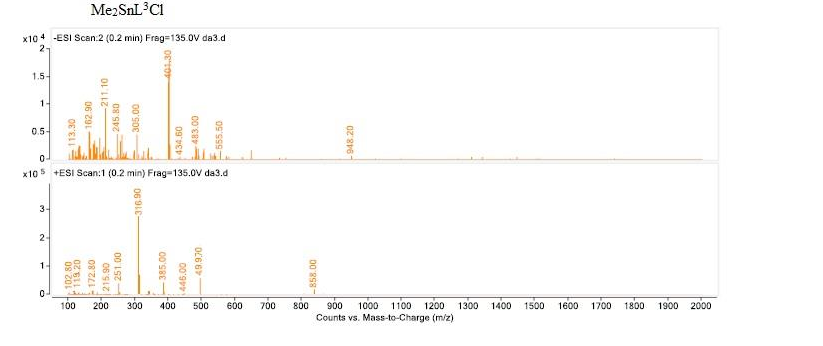 Me₂SnL³Cl
x10 4 -ESI Scan:2 (0.2 min) Frag=135.0V da3.d
2
1.5
1
0.5
0
113.30 162.90 211.10 245.80 305.00 401.30 434.60 483.00 555.50 948.20
x10 5 +ESI Scan:1 (0.2 min) Frag=135.0V da3.d
3
2
1
0
102.80 119.20 172.80 215.90 251.00 316.90 385.00 446.00 858.00
100 200 300 400 500 600 700 800 900 1000 1100 1200 1300 1400 1500 1600 1700 1800 1900 2000
Counts vs. Mass-to-Charge (m/z)